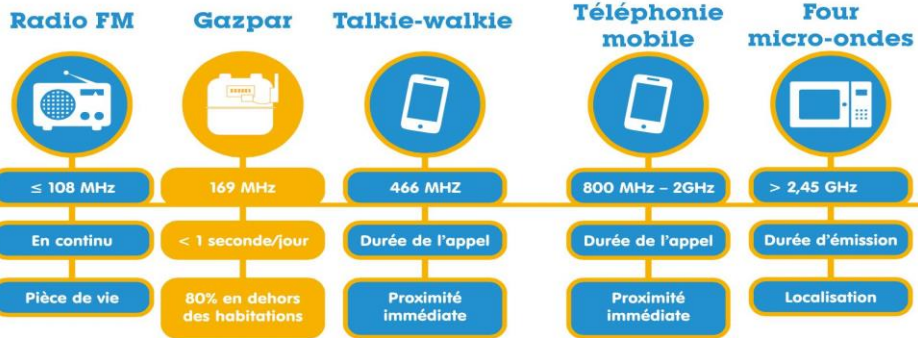 Radio FM
Gazpar
Talkie-walkie
Téléphonie
mobile
Four
micro-ondes
≤ 108 MHz
169 MHz
466 MHZ
800 MHz – 2GHz
> 2,45 GHz
En continu
< 1 seconde/jour
Durée de l'appel
Durée de l'appel
Durée d'émission
Pièce de vie
80% en dehors
des habitations
Proximité
immédiate
Proximité
immédiate
Localisation